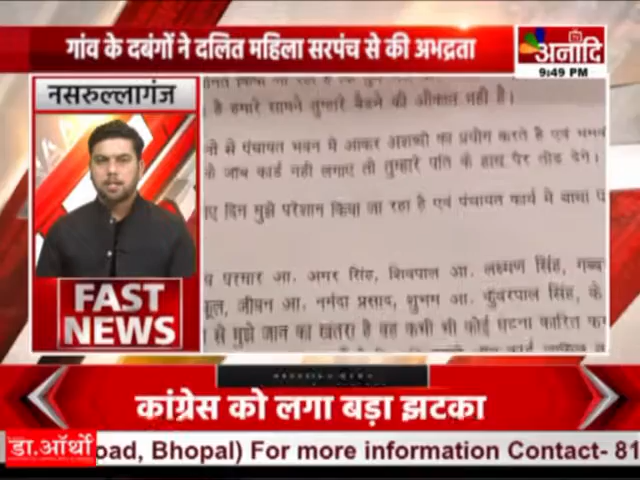 गांव के दबंगों ने दलित महिला सरपंच से की अभद्रता
अनादि
TV
9:49 PM
नसरुल्लागंज
है हमारे सामने तुम्हारे बैठने की औकात नही है।
से पंचायत भवन मे आकर अशब्दो का प्रयोग करते है एवं
के जाब कार्ड नही लगाए तो तुम्हारे पति के हाथ पैर तोड देगे।
दिन मुझे परेशान किया जा रहा है एवं पंचायत कार्य मे बाधा
परमार आ. अमर सिंह, शिवपाल आ. लक्ष्मण सिंह,
जीवन आ. नर्मदा प्रसाद, शुभम आ. कुंवरपाल सिंह, के
से मुझे जान का खतरा है वह कभी भी कोई घटना कारित
FAST
NEWS
कांग्रेस को लगा बड़ा झटका
डा.ऑर्थो
oad, Bhopal) For more information Contact- 81